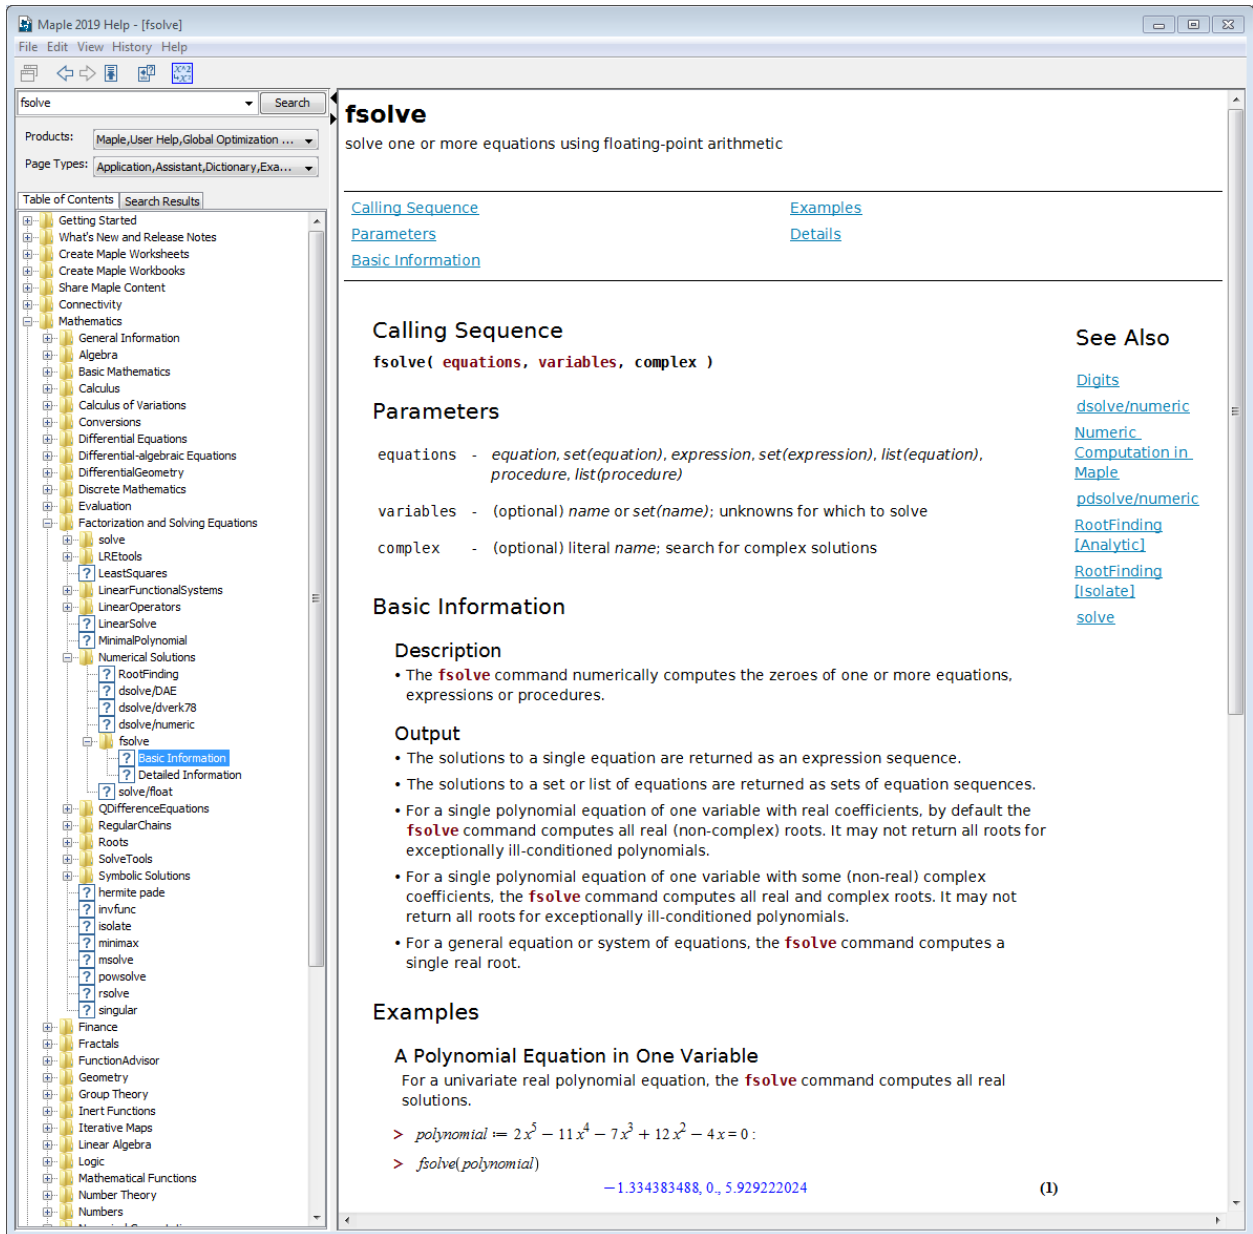 Maple 2019 Help - [fsolve]
File Edit View History Help
fsolve
Search
Products:
Maple,User Help,Global Optimization ...
Page Types:
Application,Assistant,Dictionary,Exa...
Table of Contents
Search Results
Getting Started
What's New and Release Notes
Create Maple Worksheets
Create Maple Workbooks
Share Maple Content
Connectivity
Mathematics
General Information
Algebra
Basic Mathematics
Calculus
Calculus of Variations
Conversions
Differential Equations
Differential-algebraic Equations
DifferentialGeometry
Discrete Mathematics
Evaluation
Factorization and Solving Equations
solve
LREtools
LeastSquares
LinearFunctionalSystems
LinearOperators
LinearSolve
MinimalPolynomial
Numerical Solutions
RootFinding
dsolve/DAE
dsolve/dverk78
dsolve/numeric
fsolve
Basic Information
Detailed Information
solve/float
QDifferenceEquations
RegularChains
Roots
SolveTools
Symbolic Solutions
hermite pade
invfunc
isolate
minimax
msolve
powsolve
rsolve
singular
Finance
Fractals
FunctionAdvisor
Geometry
Group Theory
Inert Functions
Iterative Maps
Linear Algebra
Logic
Mathematical Functions
Number Theory
Numbers
fsolve
solve one or more equations using floating-point arithmetic
Calling Sequence
Examples
Parameters
Details
Basic Information
Calling Sequence
fsolve( equations, variables, complex )
Parameters
equations - equation, set(equation), expression, set(expression), list(equation),
procedure, list(procedure)
variables - (optional) name or set(name); unknowns for which to solve
complex - (optional) literal name; search for complex solutions
Basic Information
Description
• The fsolve command numerically computes the zeroes of one or more equations,
expressions or procedures.
Output
• The solutions to a single equation are returned as an expression sequence.
• The solutions to a set or list of equations are returned as sets of equation sequences.
• For a single polynomial equation of one variable with real coefficients, by default the
fsolve command computes all real (non-complex) roots. It may not return all roots for
exceptionally ill-conditioned polynomials.
• For a single polynomial equation of one variable with some (non-real) complex
coefficients, the fsolve command computes all real and complex roots. It may not
return all roots for exceptionally ill-conditioned polynomials.
• For a general equation or system of equations, the fsolve command computes a
single real root.
Examples
A Polynomial Equation in One Variable
For a univariate real polynomial equation, the fsolve command computes all real
solutions.
> polynomial := 2x⁵ − 11x⁴ − 7x³ + 12x² − 4x = 0 :
> fsolve(polynomial)
−1.334383488, 0., 5.929222024 (1)
See Also
Digits
dsolve/numeric
Numeric
Computation in
Maple
pdsolve/numeric
RootFinding
[Analytic]
RootFinding
[Isolate]
solve